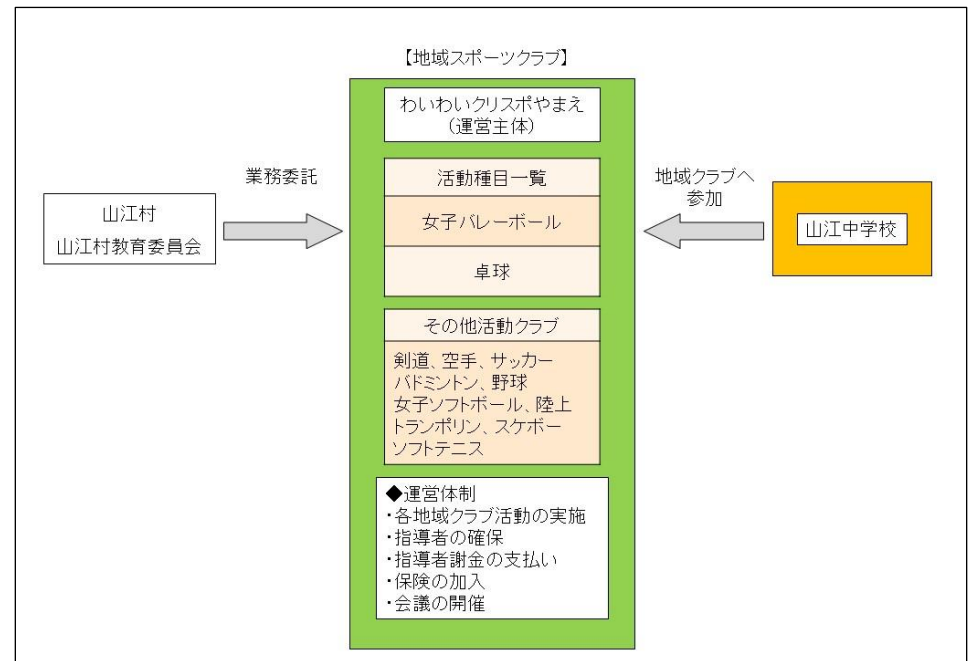 【地域スポーツクラブ】
わいわいクリスポやまえ
(運営主体)
業務委託
山江村
山江村教育委員会
活動種目一覧
女子バレーボール
卓球
地域クラブへ
参加
山江中学校
その他活動クラブ
剣道、空手、サッカー
バドミントン、野球
女子ソフトボール、陸上
トランポリン、スケボー
ソフトテニス
◆運営体制
・各地域クラブ活動の実施
・指導者の確保
・指導者謝金の支払い
・保険の加入
・会議の開催